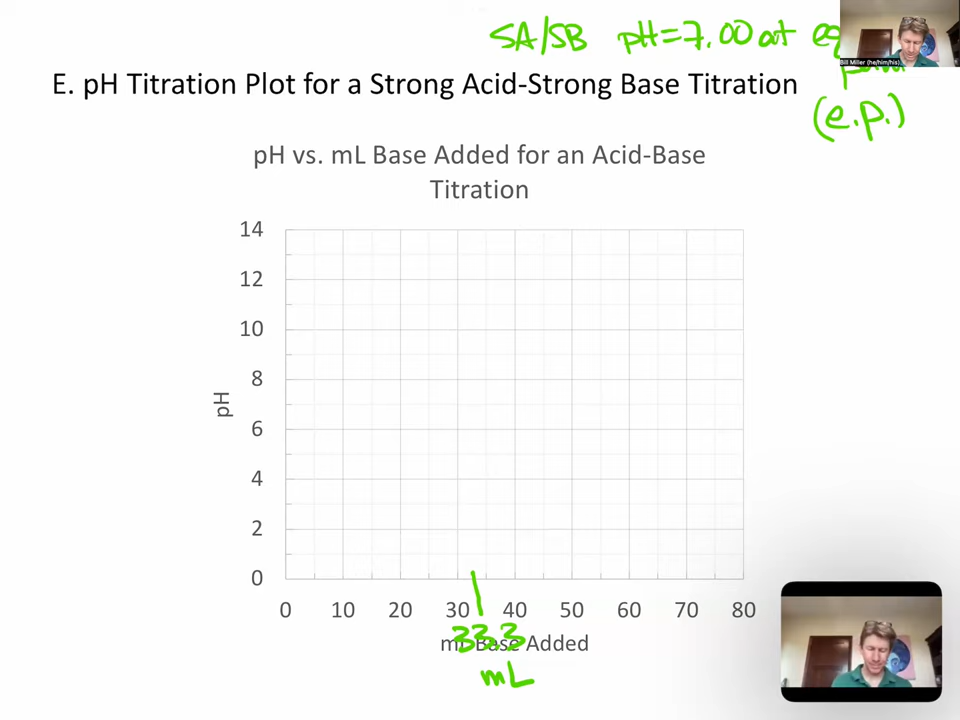 SA/SB pH=7.00 at eq
Bill Miller (he/him/his)
E. pH Titration Plot for a Strong Acid-Strong Base Titration
(e.p.)
pH vs. mL Base Added for an Acid-Base
Titration
14
12
10
8
6
4
2
0
pH
0 10 20 30 40 50 60 70 80
33.3
mL Base Added
mL